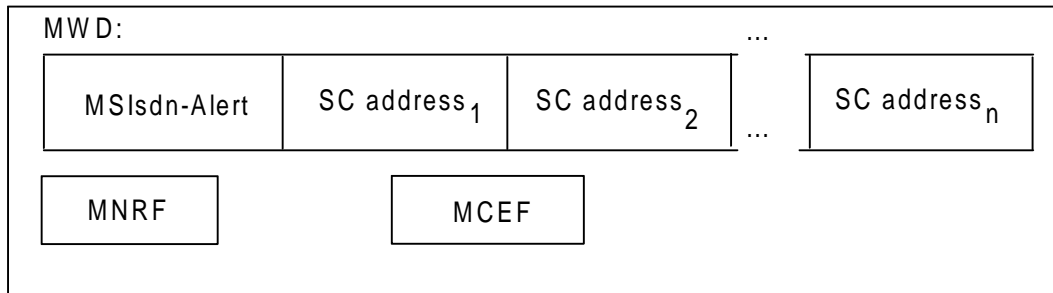 MWD:
...
MSIsdn-Alert SC address1 SC address2 ... SC addressn
MNRF MCEF